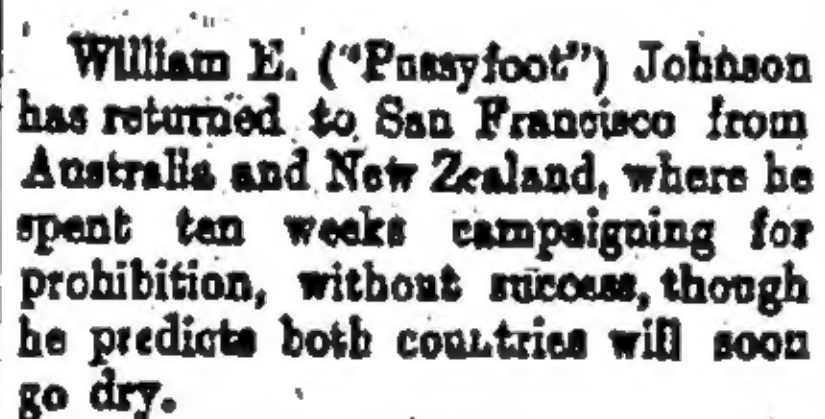 William E. ("Pussyfoot") Johnson
has returned to San Francisco from
Australia and New Zealand, where he
spent ten weeks campaigning for
prohibition, without success, though
he predicts both countries will soon
go dry.